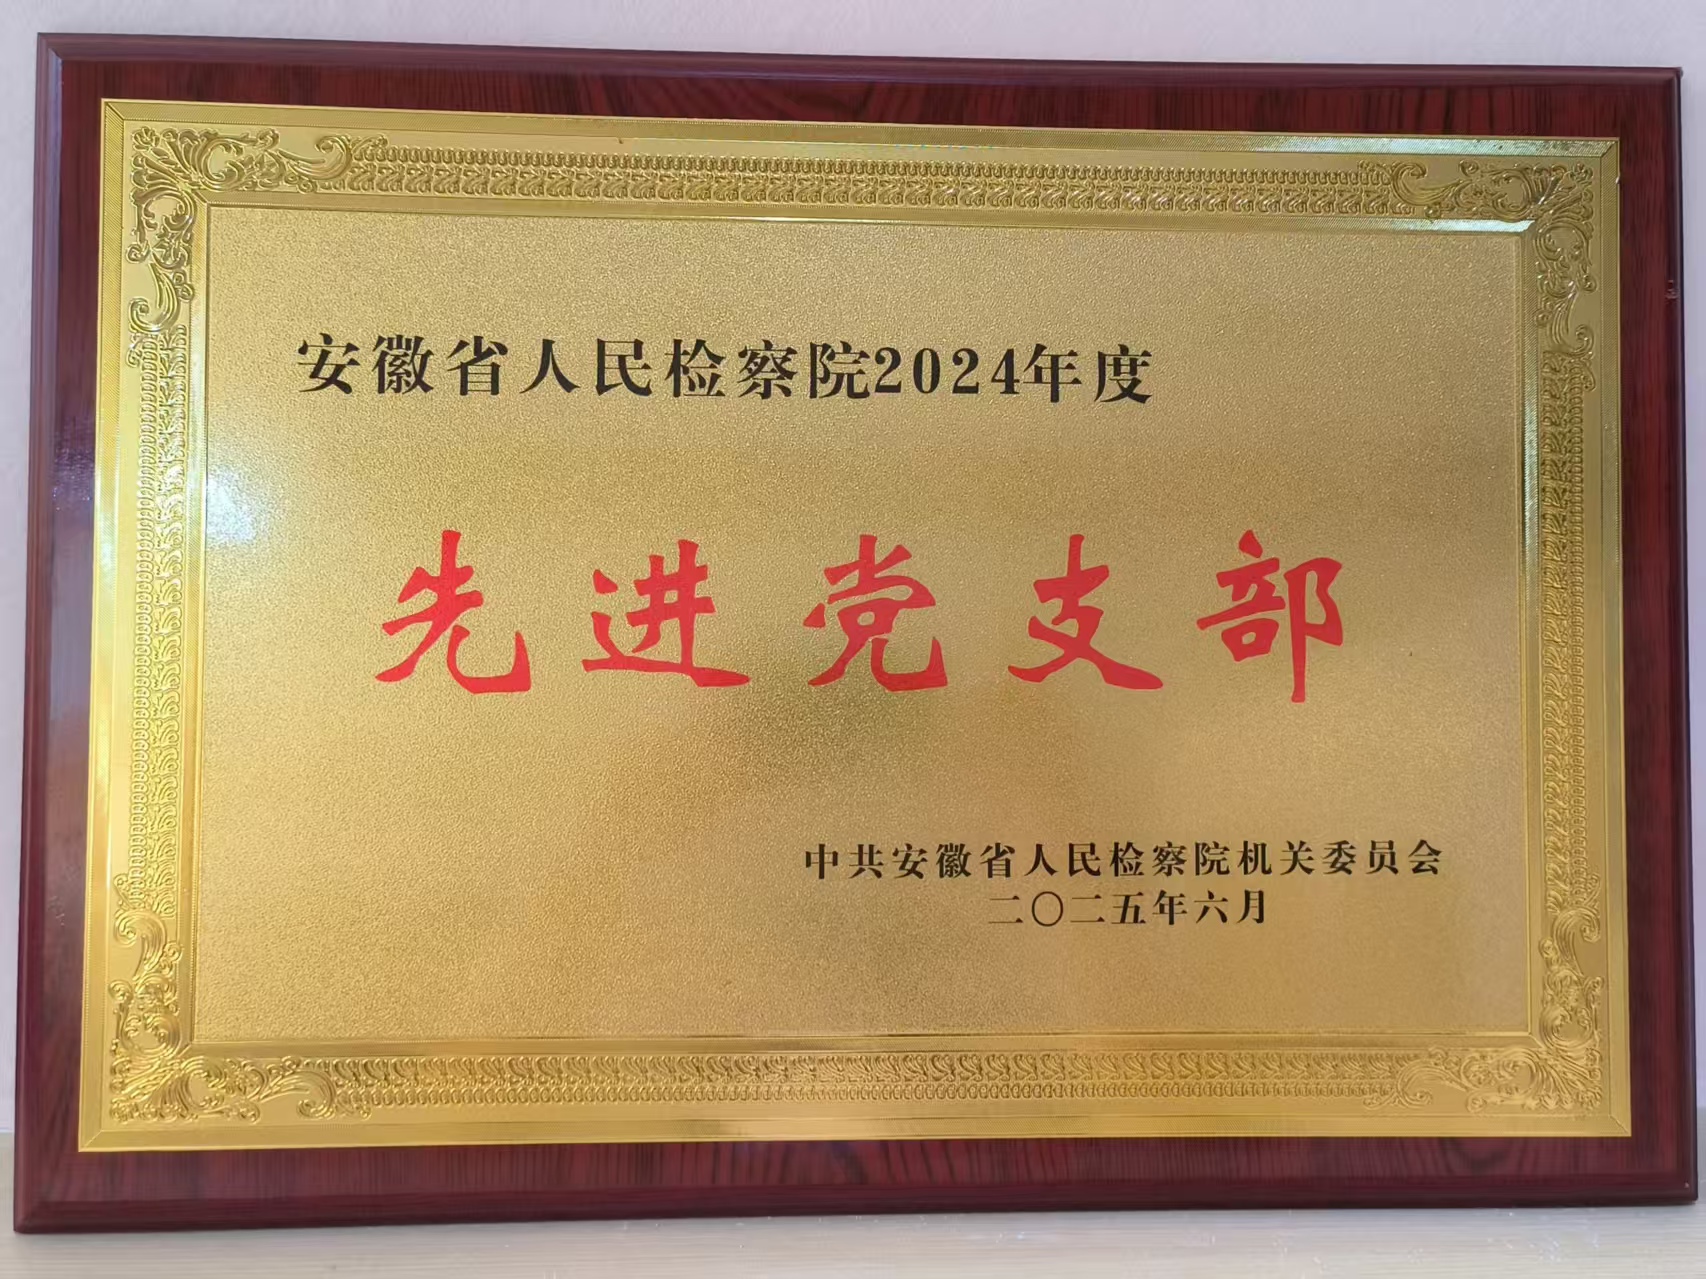 安徽省人民检察院2024年度
先进党支部
中共安徽省人民检察院机关委员会
二〇二五年六月